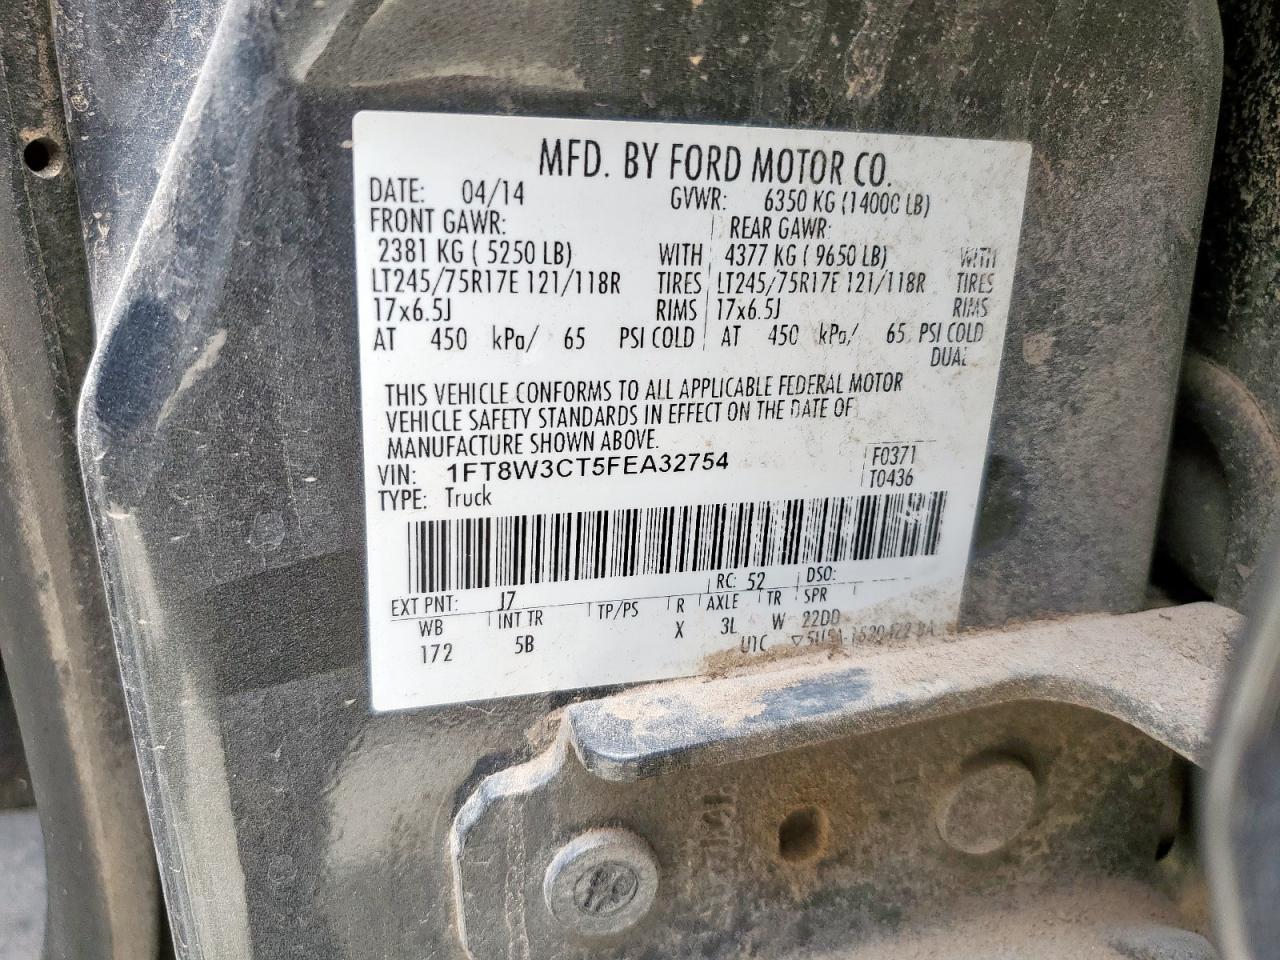 MFD. BY FORD MOTOR CO.
DATE: 04/14 GVWR: 6350 KG (14000 LB)
FRONT GAWR: REAR GAWR:
2381 KG ( 5250 LB) WITH 4377 KG ( 9650 LB) WITH
LT245/75R17E 121/118R TIRES LT245/75R17E 121/118R TIRES
17x6.5J RIMS 17x6.5J RIMS
AT 450 kPa/ 65 PSI COLD AT 450 kPa/ 65 PSI COLD
DUAL
THIS VEHICLE CONFORMS TO ALL APPLICABLE FEDERAL MOTOR
VEHICLE SAFETY STANDARDS IN EFFECT ON THE DATE OF
MANUFACTURE SHOWN ABOVE.
VIN: 1FT8W3CT5FEA32754 F0371
TYPE: Truck T0436
EXT PNT: J7 RC: 52 DSO:
WB INT TR TP/PS R AXLE TR SPR
172 5B X 3L W 22DD
UTC